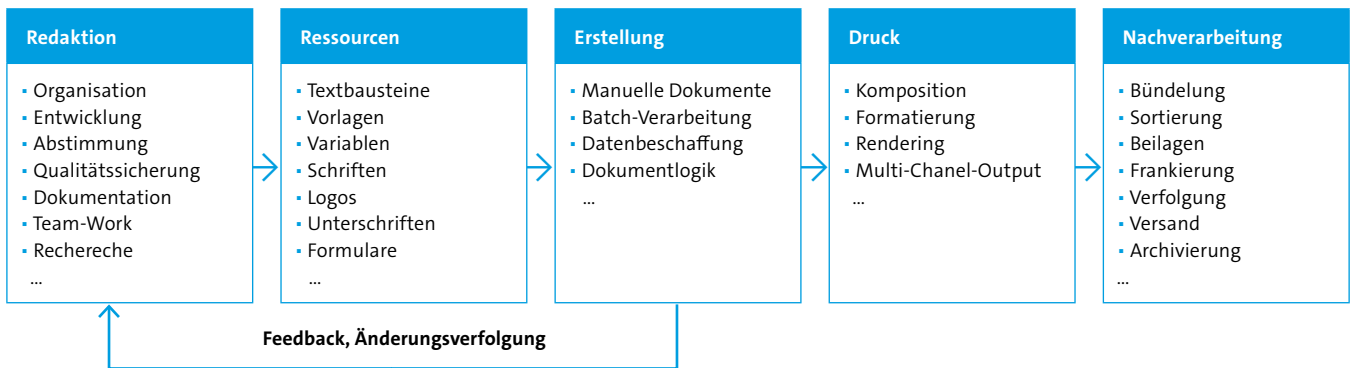 Redaktion
▪ Organisation
▪ Entwicklung
▪ Abstimmung
▪ Qualitätssicherung
▪ Dokumentation
▪ Team-Work
▪ Rechereche
...
Ressourcen
▪ Textbausteine
▪ Vorlagen
▪ Variablen
▪ Schriften
▪ Logos
▪ Unterschriften
▪ Formulare
...
Erstellung
▪ Manuelle Dokumente
▪ Batch-Verarbeitung
▪ Datenbeschaffung
▪ Dokumentlogik
...
Druck
▪ Komposition
▪ Formatierung
▪ Rendering
▪ Multi-Chanel-Output
...
Nachverarbeitung
▪ Bündelung
▪ Sortierung
▪ Beilagen
▪ Frankierung
▪ Verfolgung
▪ Versand
▪ Archivierung
...
Feedback, Änderungsverfolgung